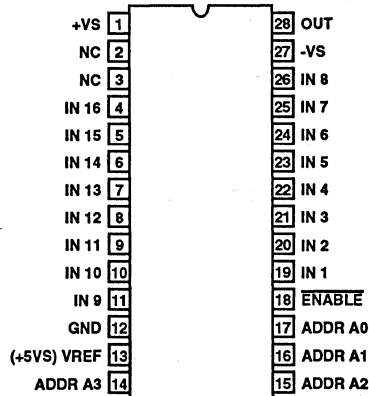 +VS 1 28 OUT
NC 2 27 -VS
NC 3 26 IN 8
IN 16 4 25 IN 7
IN 15 5 24 IN 6
IN 14 6 23 IN 5
IN 13 7 22 IN 4
IN 12 8 21 IN 3
IN 11 9 20 IN 2
IN 10 10 19 IN 1
IN 9 11 18 ENABLE
GND 12 17 ADDR A0
(+5VS) VREF 13 16 ADDR A1
ADDR A3 14 15 ADDR A2